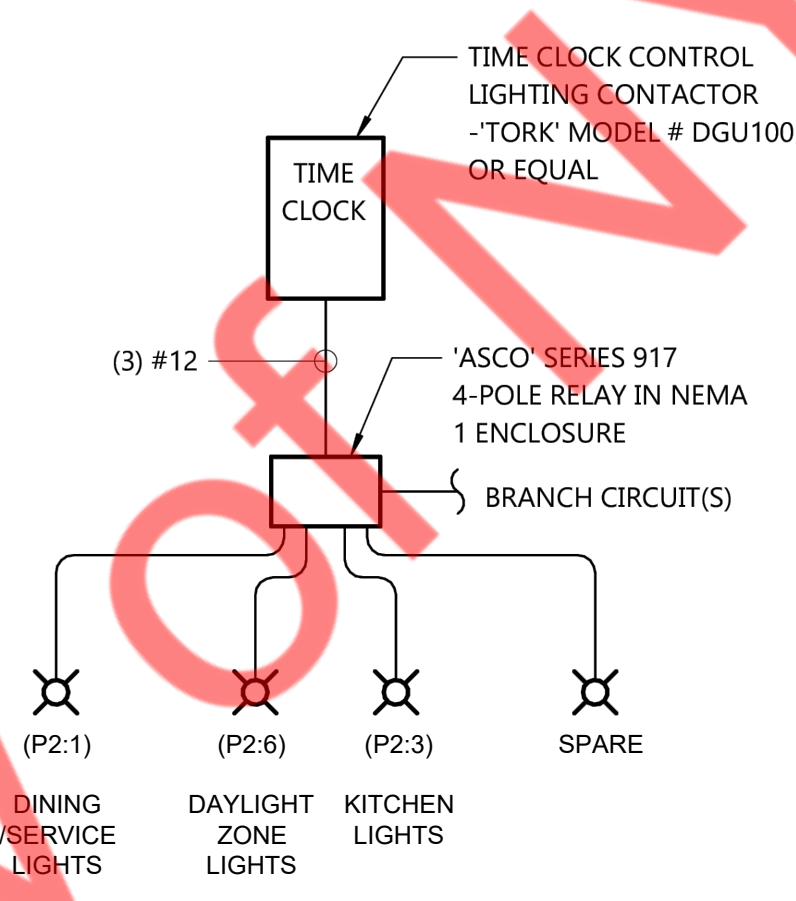 TIME CLOCK CONTROL
LIGHTING CONTACTOR
-'TORK' MODEL # DGU100
OR EQUAL
TIME
CLOCK
(3) #12
'ASCO' SERIES 917
4-POLE RELAY IN NEMA
1 ENCLOSURE
BRANCH CIRCUIT(S)
(P2:1)
(P2:6)
(P2:3)
SPARE
DINING
/SERVICE
LIGHTS
DAYLIGHT
ZONE
LIGHTS
KITCHEN
LIGHTS
of